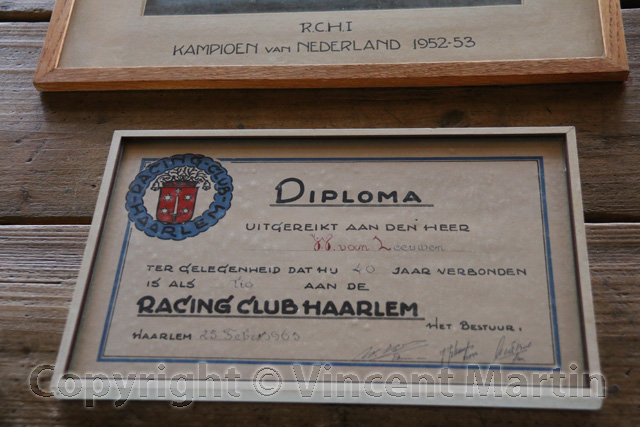 R.C.H. I
KAMPIOEN van NEDERLAND 1952-53
RACING CLUB HAARLEM
DIPLOMA
UITGEREIKT AAN DEN HEER
W. van Leeuwen
TER GELEGENHEID DAT HIJ 40 JAAR VERBONDEN
IS ALS AAN DE
RACING CLUB HAARLEM
HET BESTUUR:
HAARLEM 25
Copyright © Vincent Martin